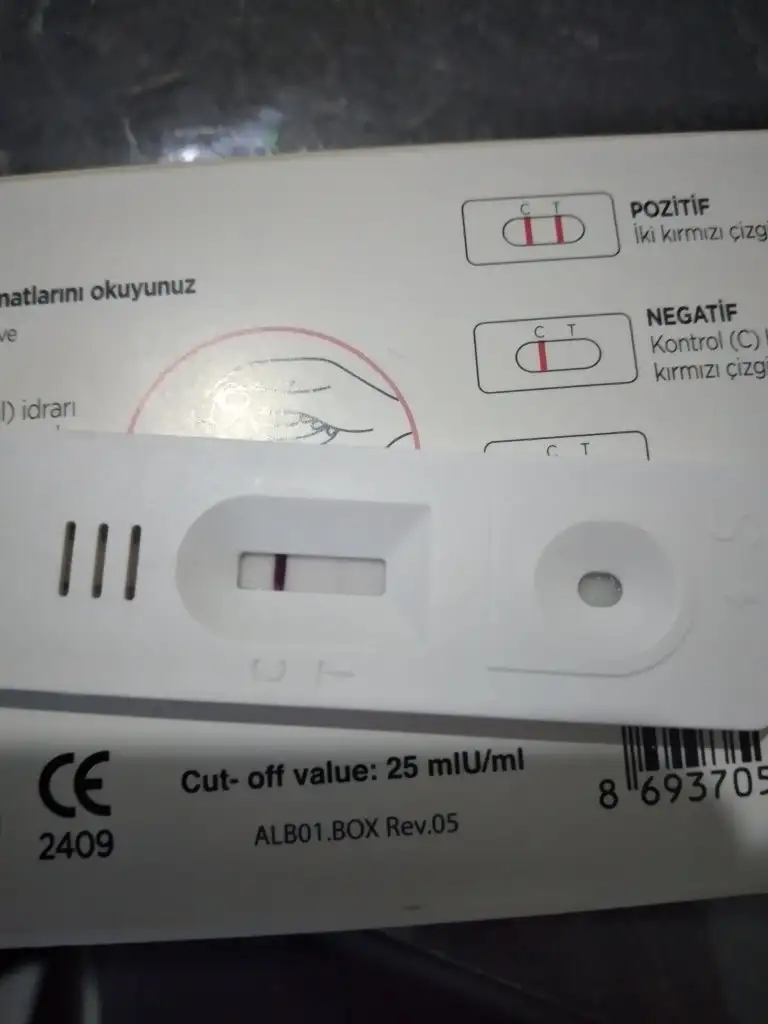 C T
POZİTİF
İki kırmızı çizgi
natlarını okuyunuz
ve
C T
NEGATİF
Kontrol (C)
kırmızı çizgi
l) idrarı
C T
S
C T
CE
2409
Cut- off value: 25 mIU/ml
ALB01.BOX Rev.05
8 693705